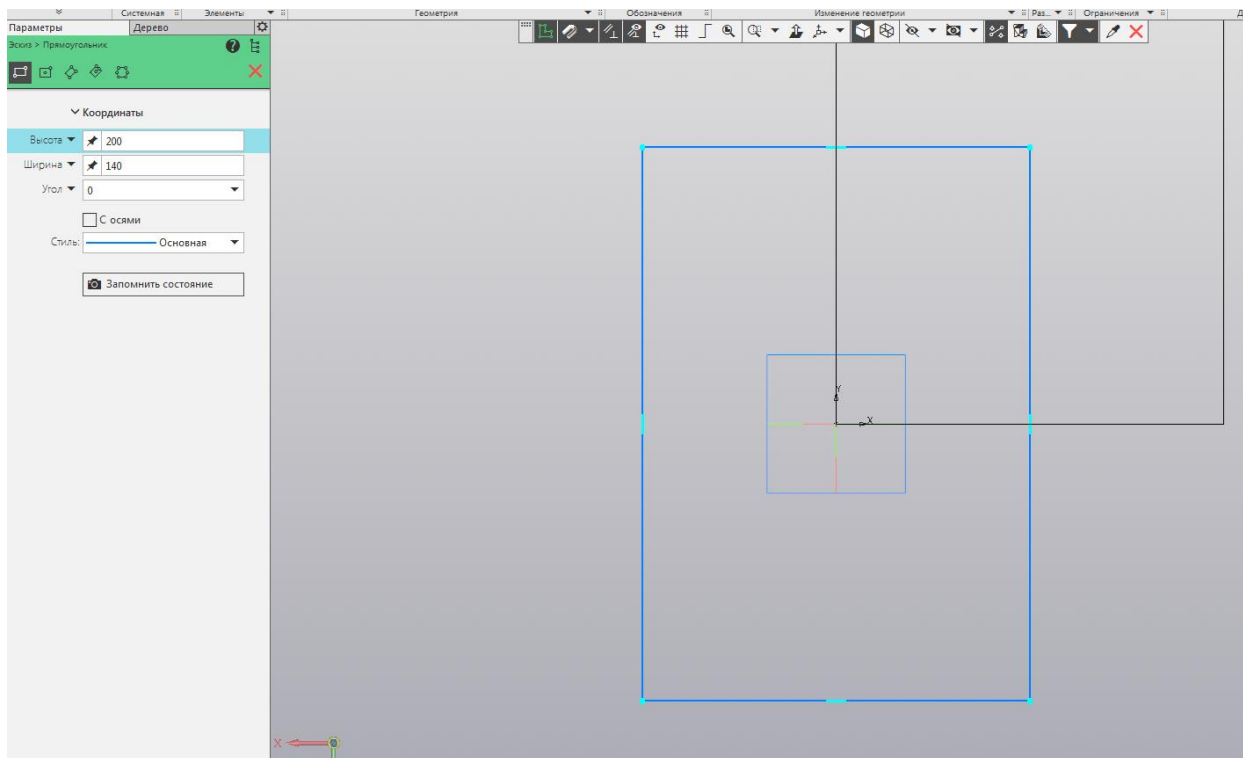 Системная Элементы Геометрия Обозначения Изменение геометрии Раз... Ограничения
Параметры Дерево
Эскиз > Прямоугольник
Координаты
Высота 200
Ширина 140
Угол 0
С осями
Стиль: Основная
Запомнить состояние
Y
X
X